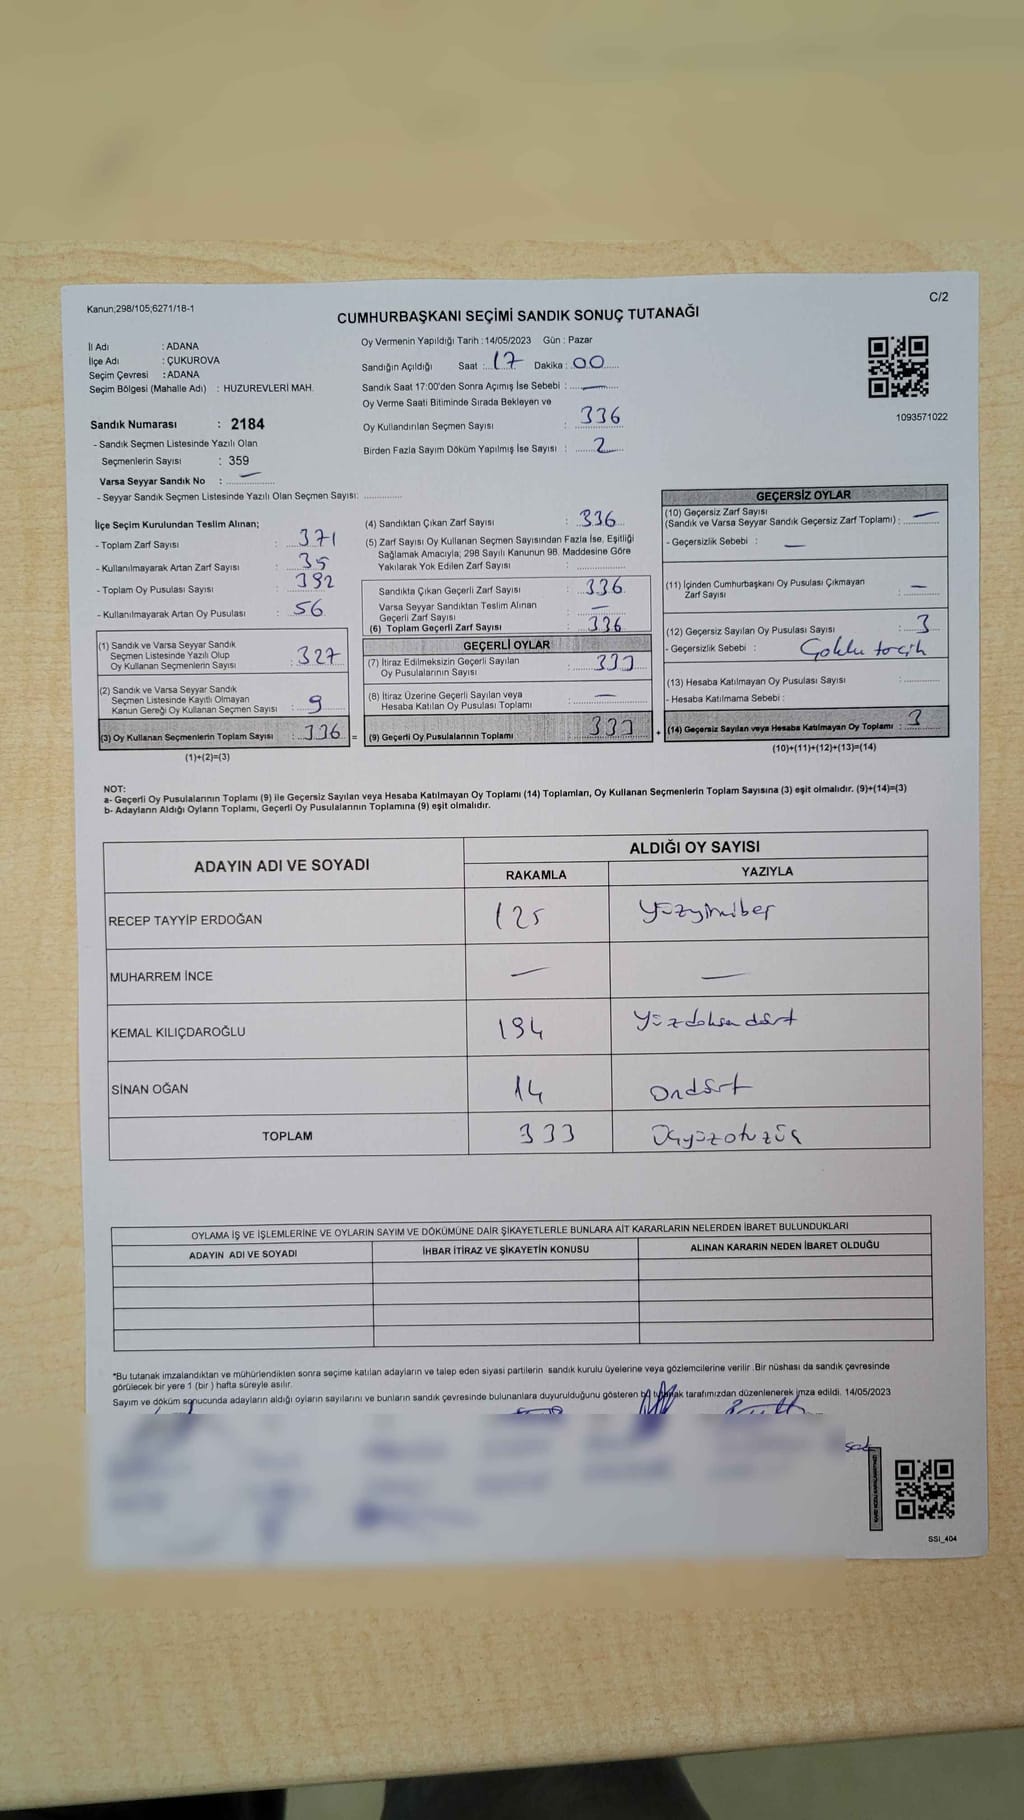 Kanun;298/105;6271/18-1
C/2
CUMHURBAŞKANI SEÇİMİ SANDIK SONUÇ TUTANAĞI
İl Adı : ADANA
İlçe Adı : ÇUKUROVA
Seçim Çevresi : ADANA
Seçim Bölgesi (Mahalle Adı) : HUZUREVLERİ MAH.
Sandık Numarası : 2184
- Sandık Seçmen Listesinde Yazılı Olan
Seçmenlerin Sayısı : 359
Varsa Seyyar Sandık No : —
- Seyyar Sandık Seçmen Listesinde Yazılı Olan Seçmen Sayısı:
Oy Vermenin Yapıldığı Tarih : 14/05/2023 Gün : Pazar
Sandığın Açıldığı Saat : 17 Dakika : 00
Sandık Saat 17:00'den Sonra Açımış İse Sebebi : —
Oy Verme Saati Bitiminde Sırada Bekleyen ve
Oy Kullandırılan Seçmen Sayısı : 336
Birden Fazla Sayım Döküm Yapılmış İse Sayısı : 2
1093571022
İlçe Seçim Kurulundan Teslim Alınan;
- Toplam Zarf Sayısı : 371
- Kullanılmayarak Artan Zarf Sayısı : 35
- Toplam Oy Pusulası Sayısı : 392
- Kullanılmayarak Artan Oy Pusulası : 56
(1) Sandık ve Varsa Seyyar Sandık
Seçmen Listesinde Yazılı Olup
Oy Kullanan Seçmenlerin Sayısı : 327
(2) Sandık ve Varsa Seyyar Sandık
Seçmen Listesinde Kayıtlı Olmayan
Kanun Gereği Oy Kullanan Seçmen Sayısı : 9
(3) Oy Kullanan Seçmenlerin Toplam Sayısı : 336
(1)+(2)=(3)
(4) Sandıktan Çıkan Zarf Sayısı : 336
(5) Zarf Sayısı Oy Kullanan Seçmen Sayısından Fazla İse, Eşitliği
Sağlamak Amacıyla; 298 Sayılı Kanunun 98. Maddesine Göre
Yakılarak Yok Edilen Zarf Sayısı :
Sandıkta Çıkan Geçerli Zarf Sayısı : 336
Varsa Seyyar Sandıktan Teslim Alınan
Geçerli Zarf Sayısı : —
(6) Toplam Geçerli Zarf Sayısı : 336
GEÇERLİ OYLAR
(7) İtiraz Edilmeksizin Geçerli Sayılan
Oy Pusulalarının Sayısı : 333
(8) İtiraz Üzerine Geçerli Sayılan veya
Hesaba Katılan Oy Pusulası Toplamı : —
= (9) Geçerli Oy Pusulalarının Toplamı : 333
GEÇERSİZ OYLAR
(10) Geçersiz Zarf Sayısı
(Sandık ve Varsa Seyyar Sandık Geçersiz Zarf Toplamı) : —
- Geçersizlik Sebebi : —
(11) İçinden Cumhurbaşkanı Oy Pusulası Çıkmayan
Zarf Sayısı : —
(12) Geçersiz Sayılan Oy Pusulası Sayısı : 3
- Geçersizlik Sebebi : Çoklu tercih
(13) Hesaba Katılmayan Oy Pusulası Sayısı :
- Hesaba Katılmama Sebebi :
+ (14) Geçersiz Sayılan veya Hesaba Katılmayan Oy Toplamı : 3
(10)+(11)+(12)+(13)=(14)
NOT:
a- Geçerli Oy Pusulalarının Toplamı (9) ile Geçersiz Sayılan veya Hesaba Katılmayan Oy Toplamı (14) Toplamları, Oy Kullanan Seçmenlerin Toplam Sayısına (3) eşit olmalıdır. (9)+(14)=(3)
b- Adayların Aldığı Oyların Toplamı, Geçerli Oy Pusulalarının Toplamına (9) eşit olmalıdır.
ADAYIN ADI VE SOYADI
ALDIĞI OY SAYISI
RAKAMLA YAZIYLA
RECEP TAYYİP ERDOĞAN 125 Yüzyirmibeş
MUHARREM İNCE — —
KEMAL KILIÇDAROĞLU 194 Yüzdoksandört
SİNAN OĞAN 14 Ondört
TOPLAM 333 Üçyüzotuzüç
OYLAMA İŞ VE İŞLEMLERİNE VE OYLARIN SAYIM VE DÖKÜMÜNE DAİR ŞİKAYETLERLE BUNLARA AİT KARARLARIN NELERDEN İBARET BULUNDUKLARI
ADAYIN ADI VE SOYADI İHBAR İTİRAZ VE ŞİKAYETİN KONUSU ALINAN KARARIN NEDEN İBARET OLDUĞU
*Bu tutanak imzalandıktan ve mühürlendikten sonra seçime katılan adayların ve talep eden siyasi partilerin sandık kurulu üyelerine veya gözlemcilerine verilir .Bir nüshası da sandık çevresinde
görülecek bir yere 1 (bir ) hafta süreyle asılır.
Sayım ve döküm sonucunda adayların aldığı oyların sayılarını ve bunların sandık çevresinde bulunanlara duyurulduğunu gösteren bu tutanak tarafımızdan düzenlenerek imza edildi. 14/05/2023
SSI_404